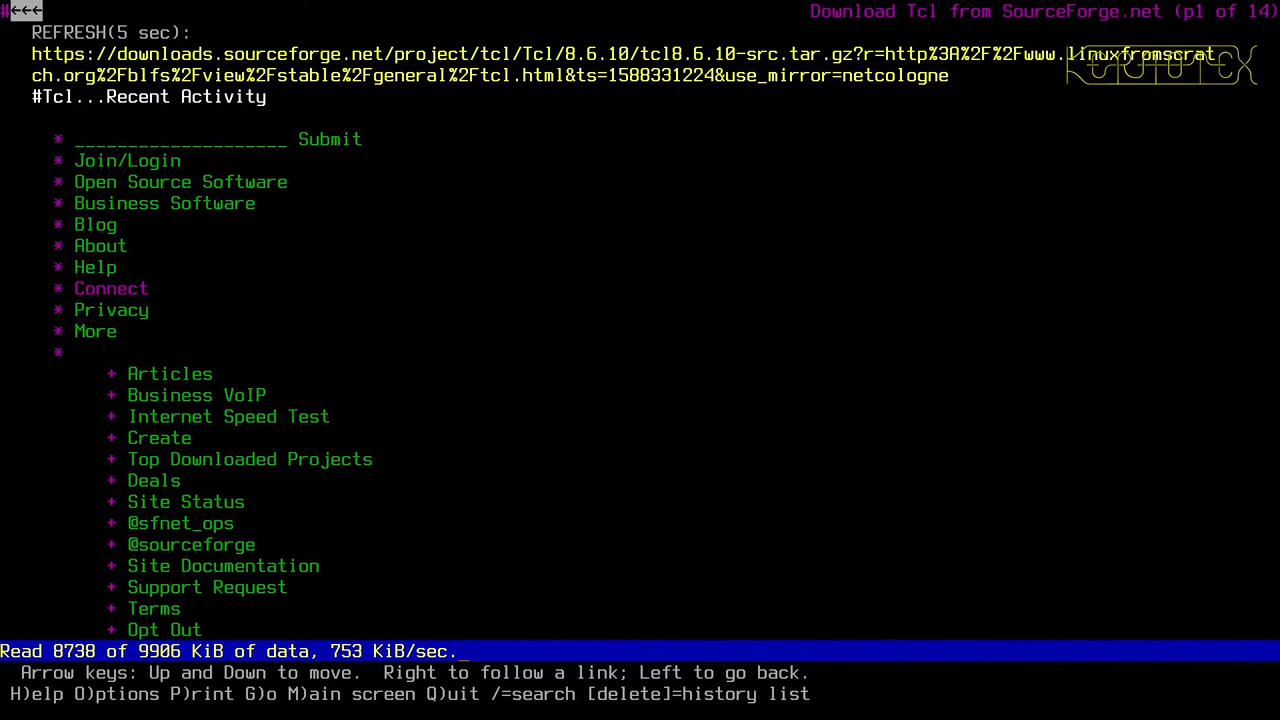 #←←← Download Tcl from SourceForge.net (p1 of 14)
REFRESH(5 sec):
https://downloads.sourceforge.net/project/tcl/Tcl/8.6.10/tcl8.6.10-src.tar.gz?r=http%3A%2F%2Fwww.linuxfromscrat
ch.org%2Fblfs%2Fview%2Fstable%2Fgeneral%2Ftcl.html&ts=1588331224&use_mirror=netcologne
#Tcl...Recent Activity
* ____________________ Submit
* Join/Login
* Open Source Software
* Business Software
* Blog
* About
* Help
* Connect
* Privacy
* More
*
+ Articles
+ Business VoIP
+ Internet Speed Test
+ Create
+ Top Downloaded Projects
+ Deals
+ Site Status
+ @sfnet_ops
+ @sourceforge
+ Site Documentation
+ Support Request
+ Terms
+ Opt Out
Read 8738 of 9906 KiB of data, 753 KiB/sec._
Arrow keys: Up and Down to move.  Right to follow a link; Left to go back.
H)elp O)ptions P)rint G)o M)ain screen Q)uit /=search [delete]=history list